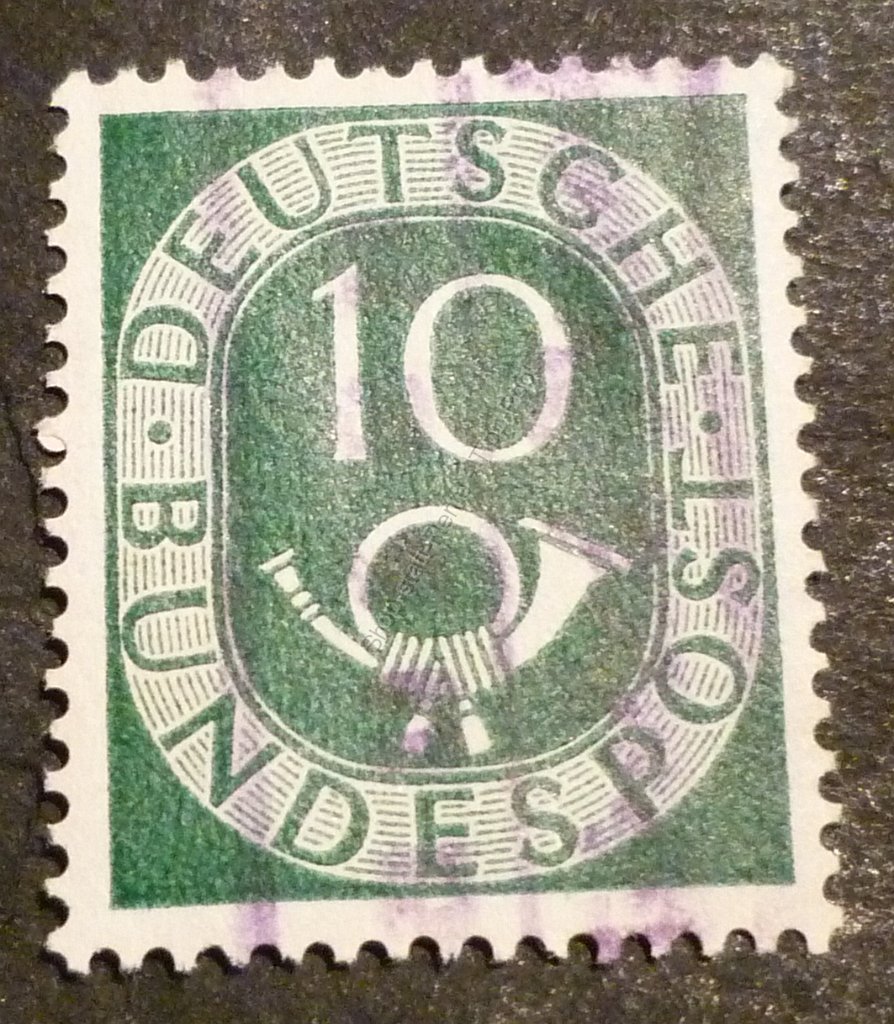 DEUTSCHE
10
· BUNDESPOST ·